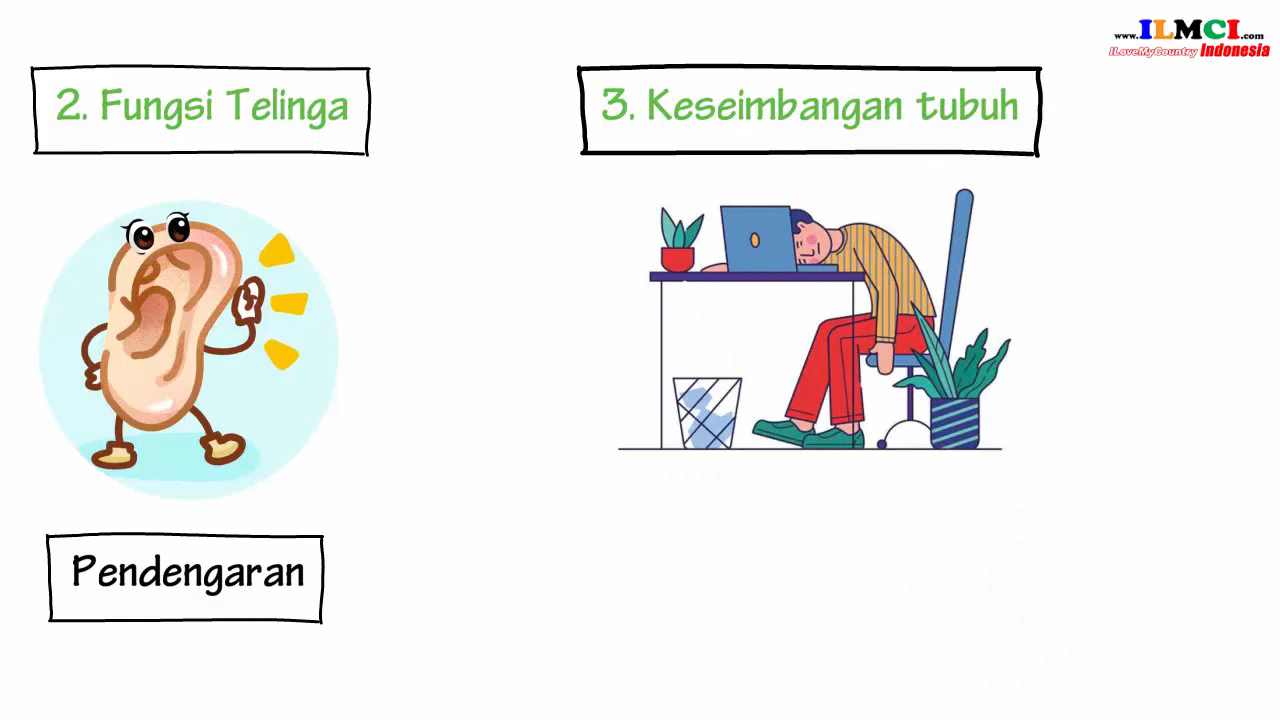 www.ILMCI.com
ILoveMyCountry Indonesia
2. Fungsi Telinga
3. Keseimbangan tubuh
Pendengaran